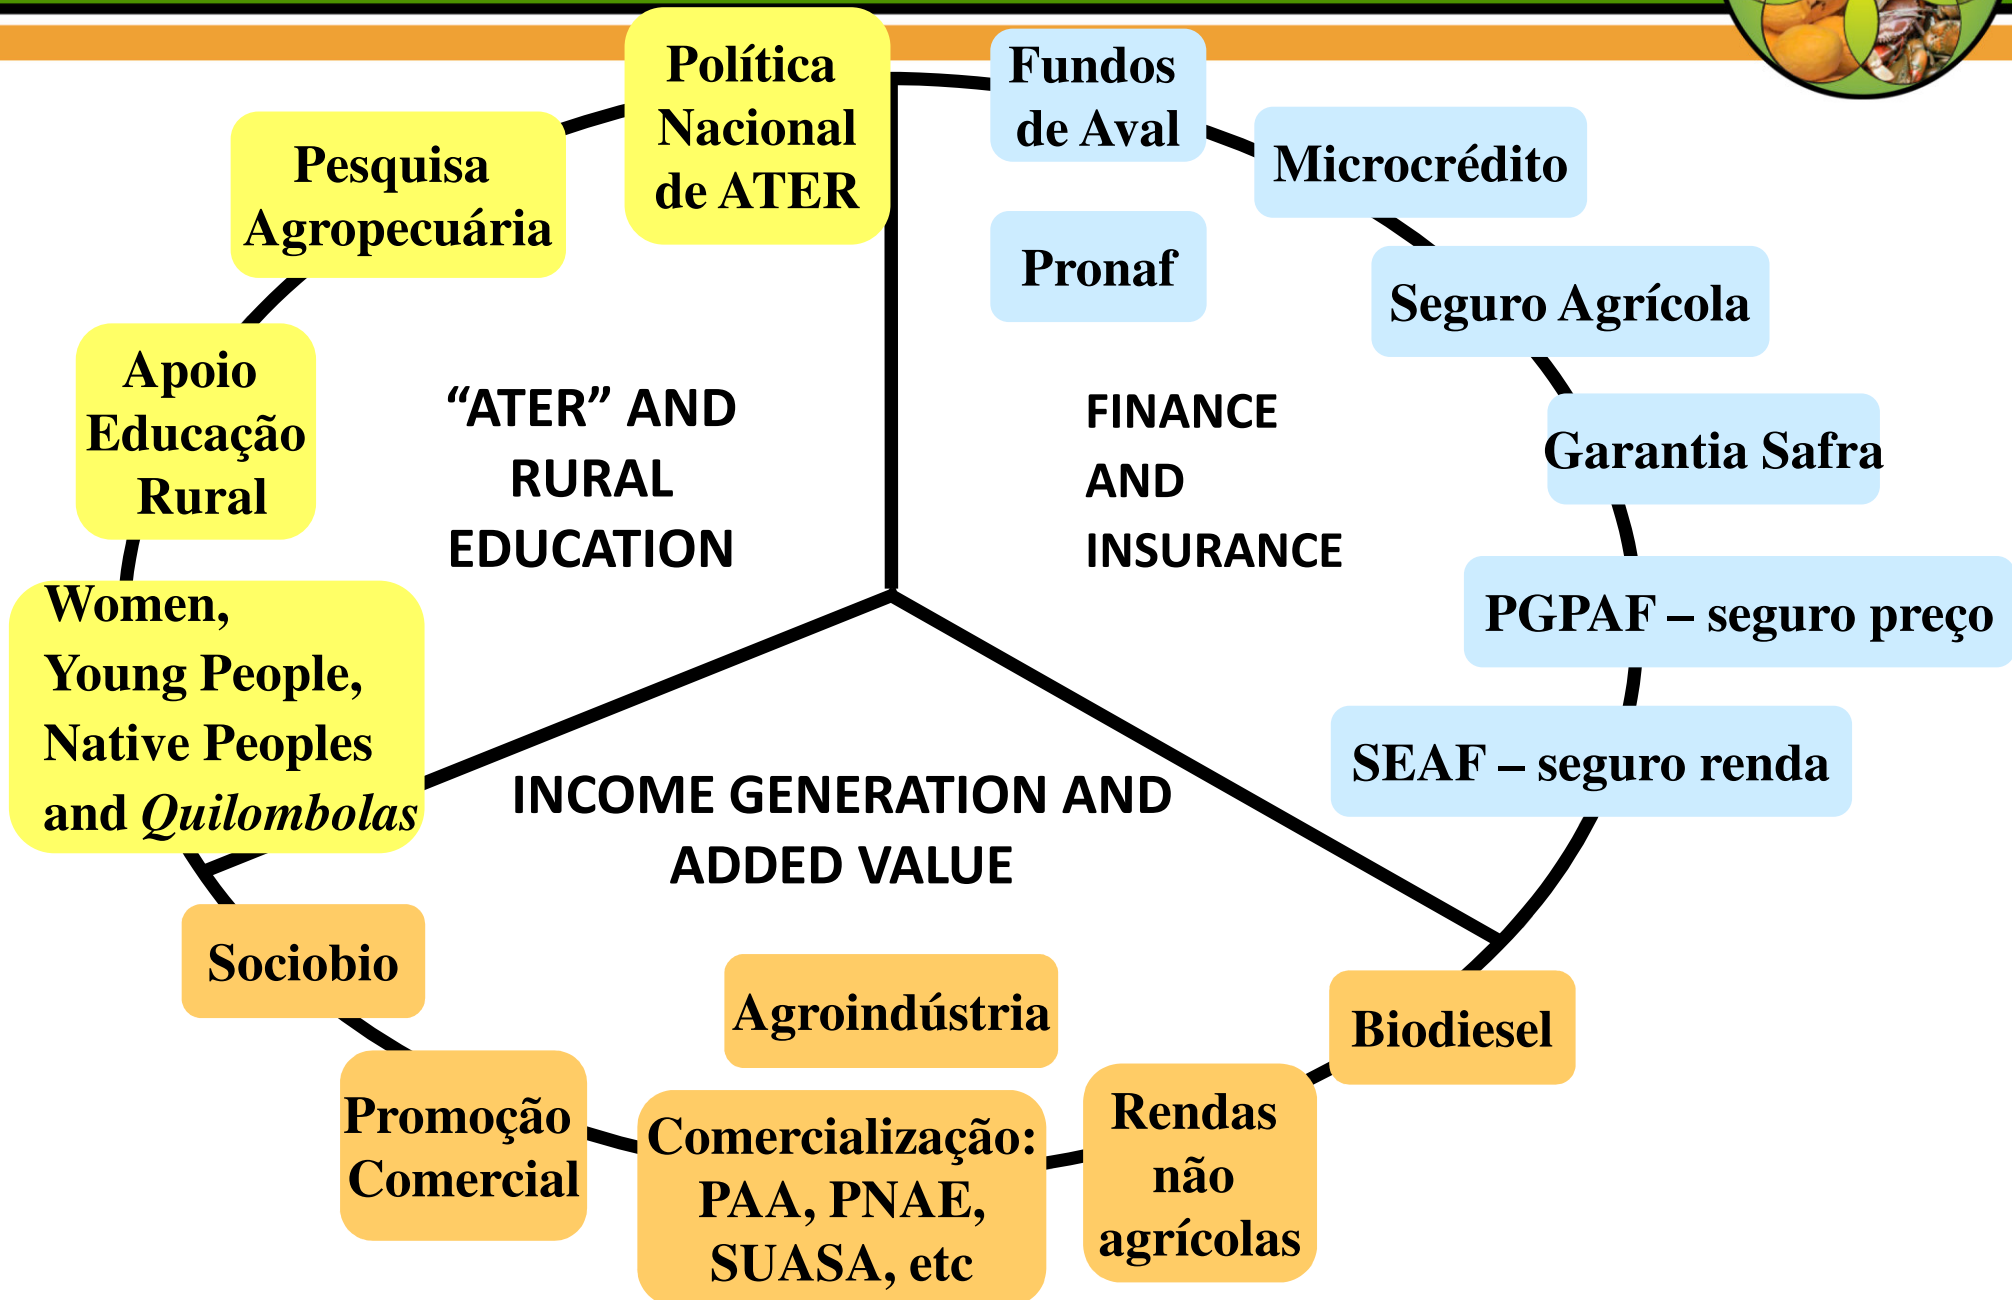 Política
Nacional
de ATER
Fundos
de Aval
Pesquisa
Agropecuária
Microcrédito
Pronaf
Seguro Agrícola
Apoio
Educação
Rural
“ATER” AND
RURAL
EDUCATION
FINANCE
AND
INSURANCE
Garantia Safra
Women,
Young People,
Native Peoples
and Quilombolas
PGPAF – seguro preço
SEAF – seguro renda
INCOME GENERATION AND
ADDED VALUE
Sociobio
Agroindústria
Biodiesel
Promoção
Comercial
Comercialização:
PAA, PNAE,
SUASA, etc
Rendas
não
agrícolas